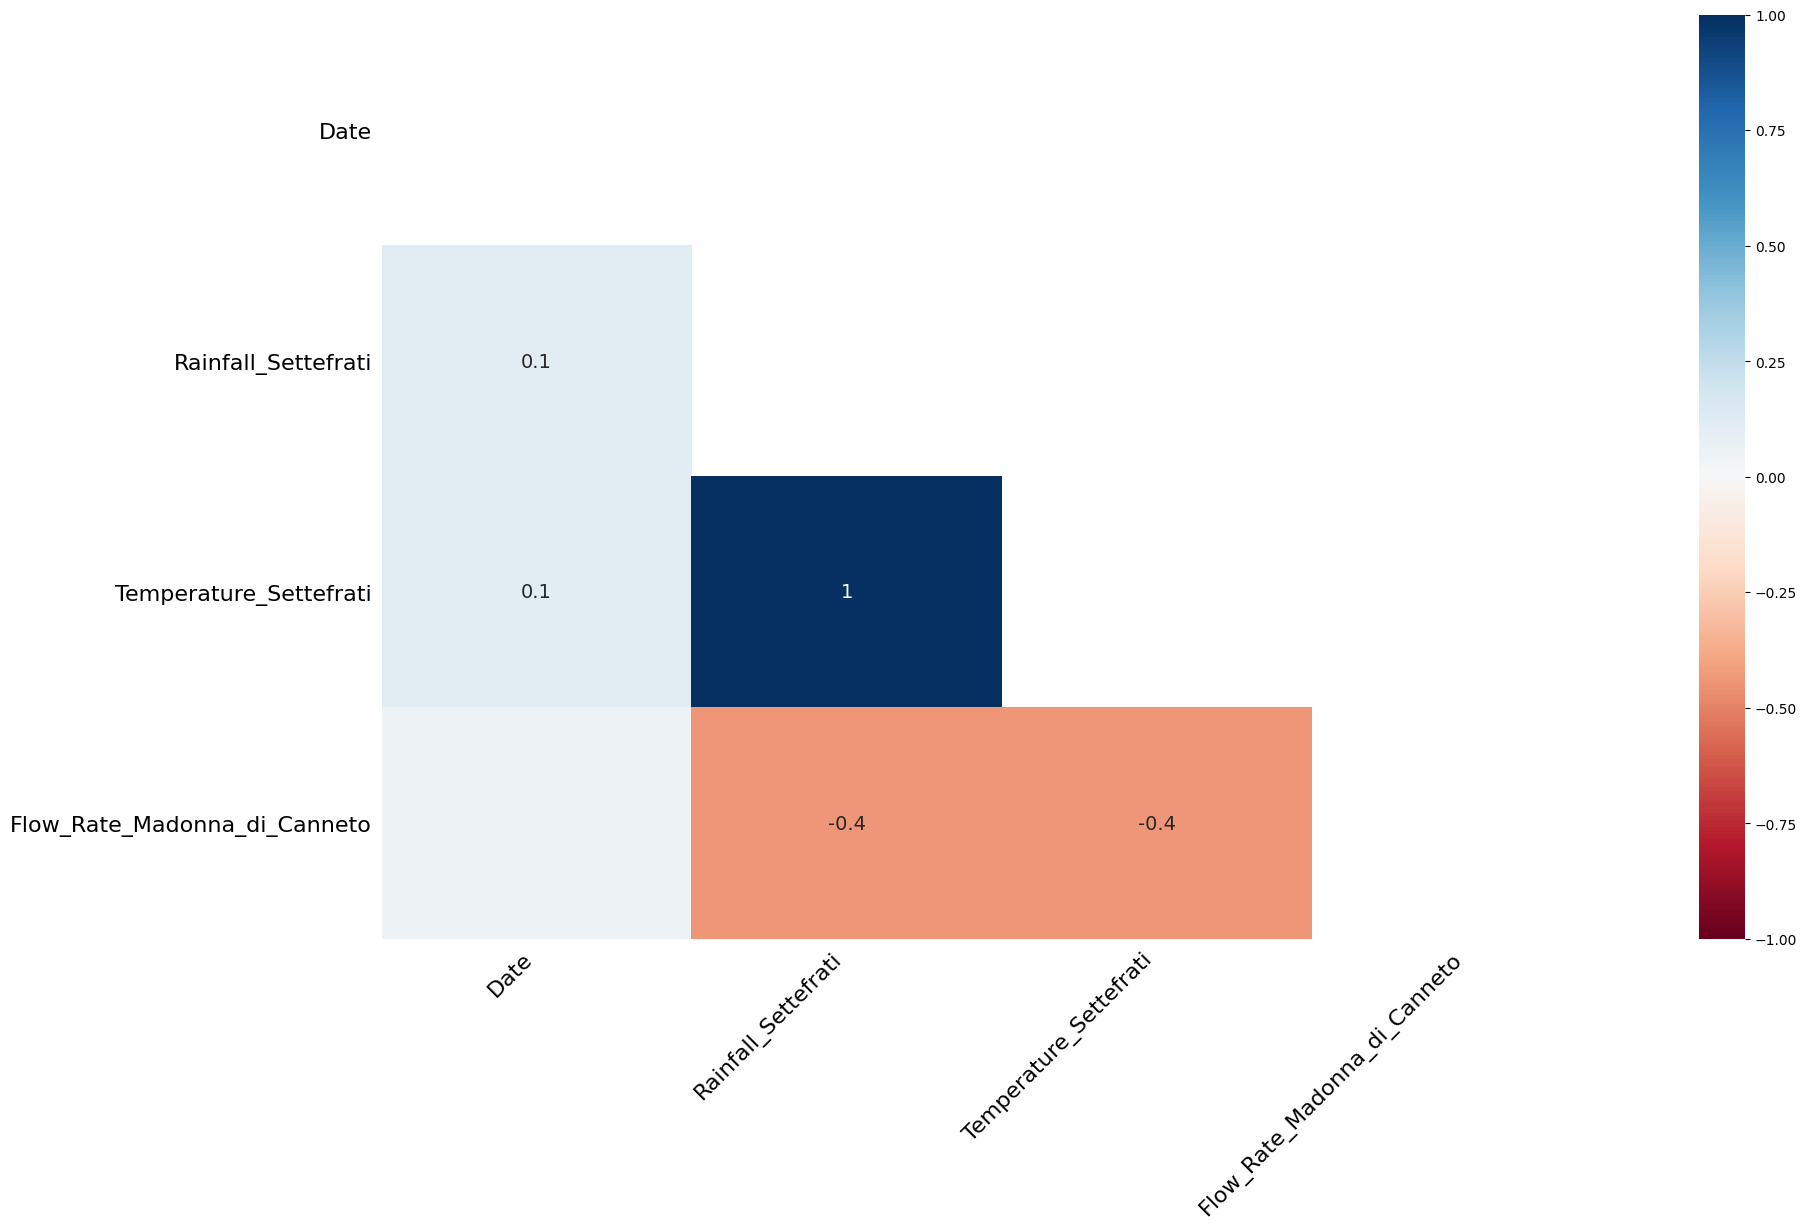 1.00
Date
0.75
0.50
Rainfall_Settefrati
0.1
0.25
0.00
Temperature_Settefrati
0.1
1
−0.25
−0.50
Flow_Rate_Madonna_di_Canneto
-0.4
-0.4
−0.75
−1.00
Date
Rainfall_Settefrati
Temperature_Settefrati
Flow_Rate_Madonna_di_Canneto